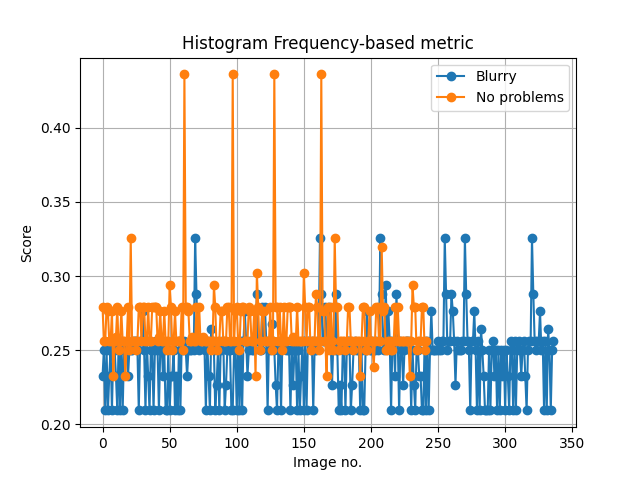 Histogram Frequency-based metric
Blurry
No problems
0.40
0.35
0.30
0.25
0.20
Score
0 50 100 150 200 250 300 350
Image no.